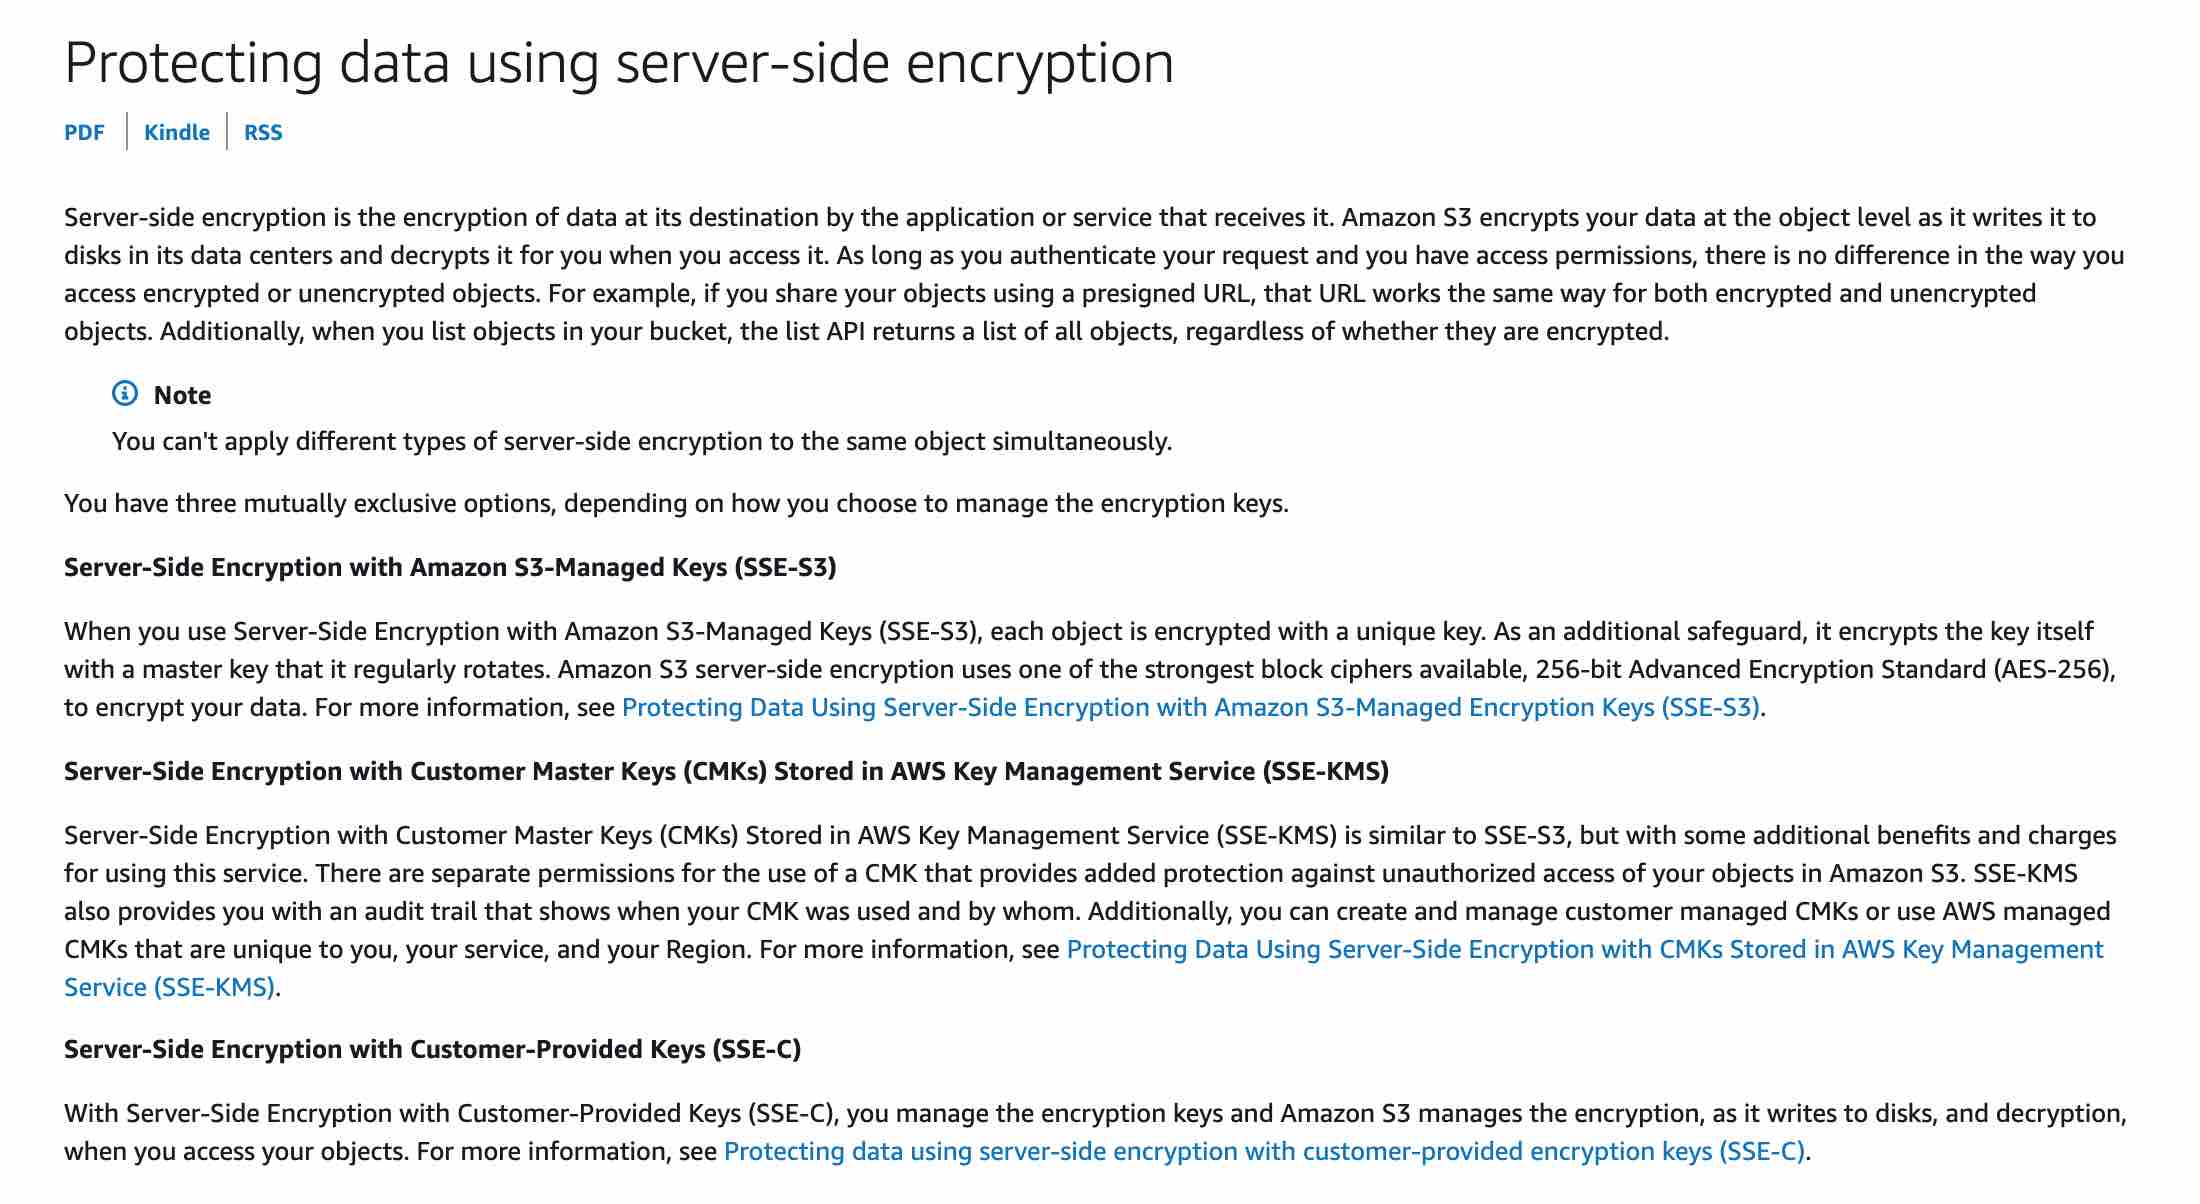 Protecting data using server-side encryption
PDF Kindle RSS
Server-side encryption is the encryption of data at its destination by the application or service that receives it. Amazon S3 encrypts your data at the object level as it writes it to
disks in its data centers and decrypts it for you when you access it. As long as you authenticate your request and you have access permissions, there is no difference in the way you
access encrypted or unencrypted objects. For example, if you share your objects using a presigned URL, that URL works the same way for both encrypted and unencrypted
objects. Additionally, when you list objects in your bucket, the list API returns a list of all objects, regardless of whether they are encrypted.
Note
You can't apply different types of server-side encryption to the same object simultaneously.
You have three mutually exclusive options, depending on how you choose to manage the encryption keys.
Server-Side Encryption with Amazon S3-Managed Keys (SSE-S3)
When you use Server-Side Encryption with Amazon S3-Managed Keys (SSE-S3), each object is encrypted with a unique key. As an additional safeguard, it encrypts the key itself
with a master key that it regularly rotates. Amazon S3 server-side encryption uses one of the strongest block ciphers available, 256-bit Advanced Encryption Standard (AES-256),
to encrypt your data. For more information, see Protecting Data Using Server-Side Encryption with Amazon S3-Managed Encryption Keys (SSE-S3).
Server-Side Encryption with Customer Master Keys (CMKs) Stored in AWS Key Management Service (SSE-KMS)
Server-Side Encryption with Customer Master Keys (CMKs) Stored in AWS Key Management Service (SSE-KMS) is similar to SSE-S3, but with some additional benefits and charges
for using this service. There are separate permissions for the use of a CMK that provides added protection against unauthorized access of your objects in Amazon S3. SSE-KMS
also provides you with an audit trail that shows when your CMK was used and by whom. Additionally, you can create and manage customer managed CMKs or use AWS managed
CMKs that are unique to you, your service, and your Region. For more information, see Protecting Data Using Server-Side Encryption with CMKs Stored in AWS Key Management
Service (SSE-KMS).
Server-Side Encryption with Customer-Provided Keys (SSE-C)
With Server-Side Encryption with Customer-Provided Keys (SSE-C), you manage the encryption keys and Amazon S3 manages the encryption, as it writes to disks, and decryption,
when you access your objects. For more information, see Protecting data using server-side encryption with customer-provided encryption keys (SSE-C).